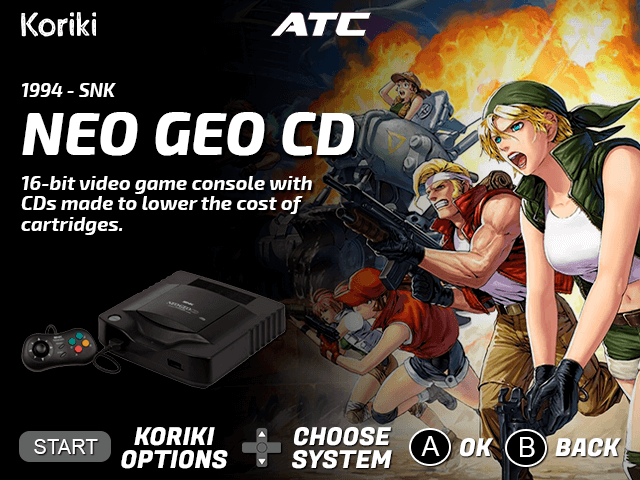 Koriki
ATC
1994 - SNK
NEO GEO CD
16-bit video game console with
CDs made to lower the cost of
cartridges.
START
KORIKI
OPTIONS
CHOOSE
SYSTEM
A OK
B BACK